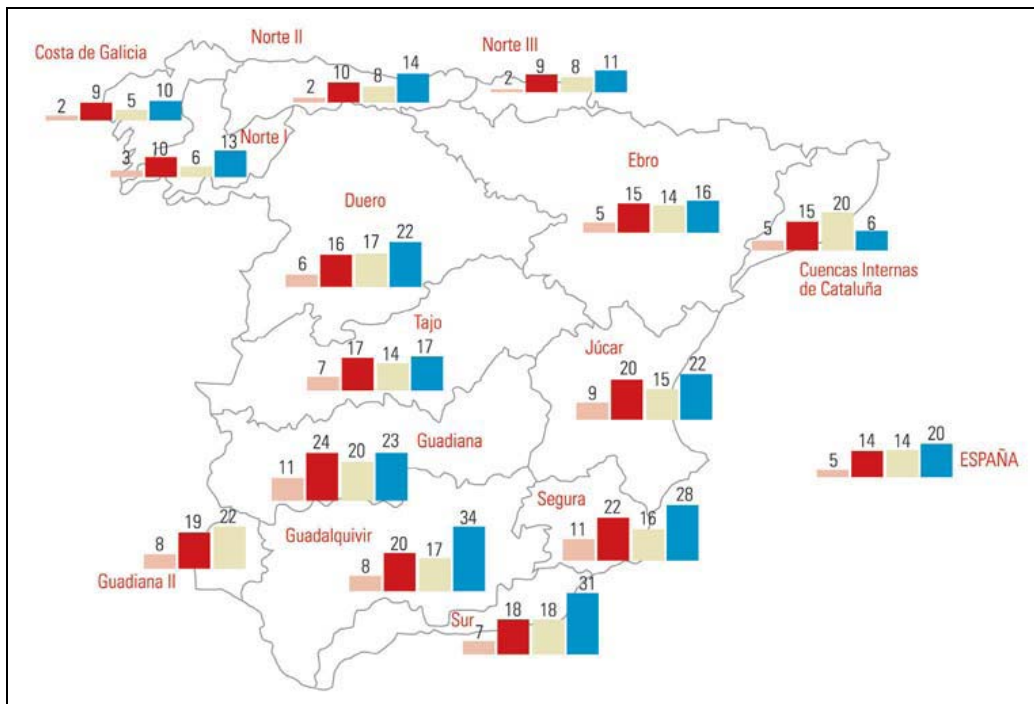 Costa de Galicia
2 9 5 10
Norte II
2 10 8 14
Norte III
2 9 8 11
Norte I
3 10 6 13
Ebro
5 15 14 16
5 15 20 6
Cuencas Internas
de Cataluña
Duero
6 16 17 22
Tajo
7 17 14 17
Júcar
9 20 15 22
Guadiana
11 24 20 23
5 14 14 20 ESPAÑA
Segura
11 22 16 28
8 19 22
Guadiana II
Guadalquivir
8 20 17 34
Sur
7 18 18 31